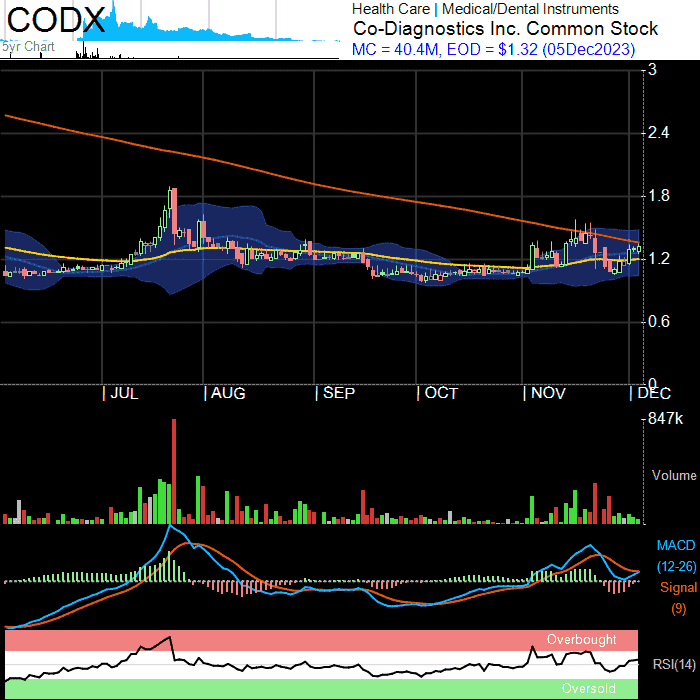 CODX
5yr Chart
Health Care | Medical/Dental Instruments
Co-Diagnostics Inc. Common Stock
MC = 40.4M, EOD = $1.32 (05Dec2023)
3
2.4
1.8
1.2
0.6
0
| JUL | AUG | SEP | OCT | NOV | DEC
847k
Volume
MACD
(12-26)
Signal
(9)
Overbought
RSI(14)
Oversold